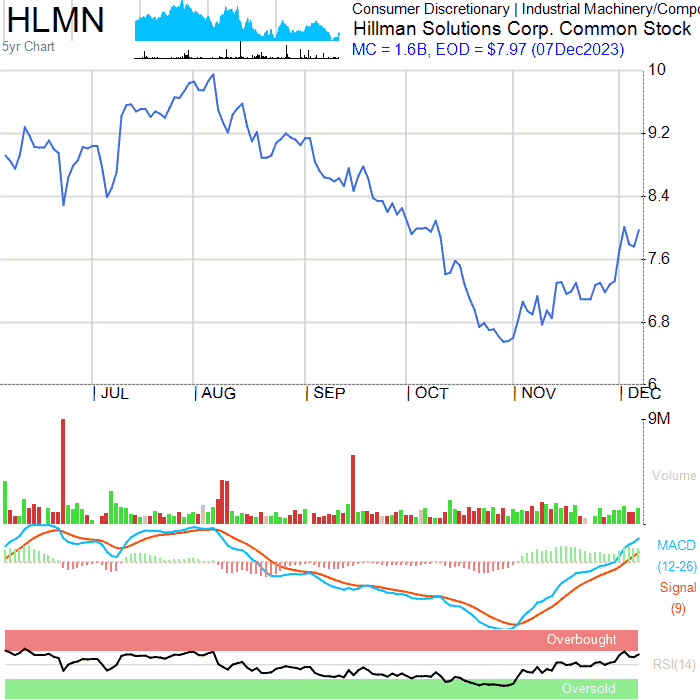 HLMN
5yr Chart
Consumer Discretionary | Industrial Machinery/Compo
Hillman Solutions Corp. Common Stock
MC = 1.6B, EOD = $7.97 (07Dec2023)
10
9.2
8.4
7.6
6.8
6
JUL AUG SEP OCT NOV DEC
9M
Volume
MACD
(12-26)
Signal
(9)
Overbought
RSI(14)
Oversold